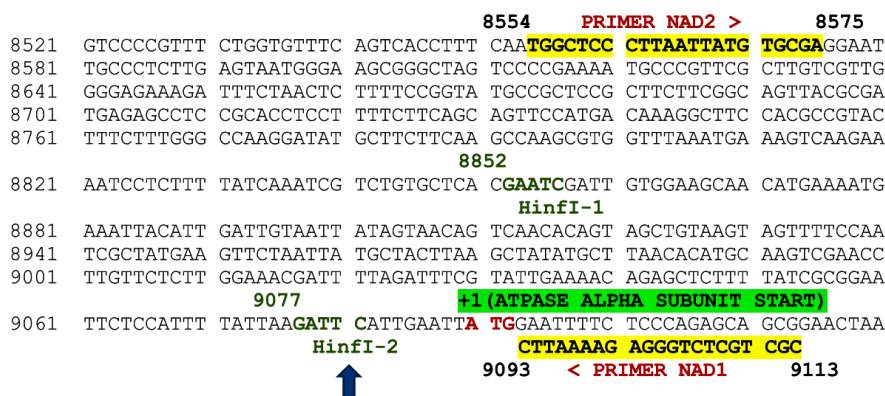 8554 PRIMER NAD2 > 8575
8521 GTCCCCGTTT CTGGTGTTTC AGTCACCTTT CAATGGCTCC CTTAATTATG TGCGAGGAAT
8581 TGCCCTCTTG AGTAATGGGA AGCGGGCTAG TCCCCGAAAA TGCCCGTTCG CTTGTCGTTG
8641 GGGAGAAAGA TTTCTAACTC TTTTCCGGTA TGCCGCTCCG CTTCTTCGGC AGTTACGCGA
8701 TGAGAGCCTC CGCACCTCCT TTTCTTCAGC AGTTCCATGA CAAAGGCTTC CACGCCGTAC
8761 TTTCTTTGGG CCAAGGATAT GCTTCTTCAA GCCAAGCGTG GTTTAAATGA AAGTCAAGAA
8852
8821 AATCCTCTTT TATCAAATCG TCTGTGCTCA CGAATCGATT GTGGAAGCAA CATGAAAATG
HinfI-1
8881 AAATTACATT GATTGTAATT ATAGTAACAG TCAACACAGT AGCTGTAAGT AGTTTTCCAA
8941 TCGCTATGAA GTTCTAATTA TGCTACTTAA GCTATATGCT TAACACATGC AAGTCGAACC
9001 TTGTTCTCTT GGAAACGATT TTAGATTTCG TATTGAAAAC AGAGCTCTTT TATCGCGGAA
9077 +1(ATPASE ALPHA SUBUNIT START)
9061 TTCTCCATTT TATTAAGATT CATTGAATTA TGGAATTTTC TCCCAGAGCA GCGGAACTAA
HinfI-2 CTTAAAAG AGGGTCTCGT CGC
9093 < PRIMER NAD1 9113